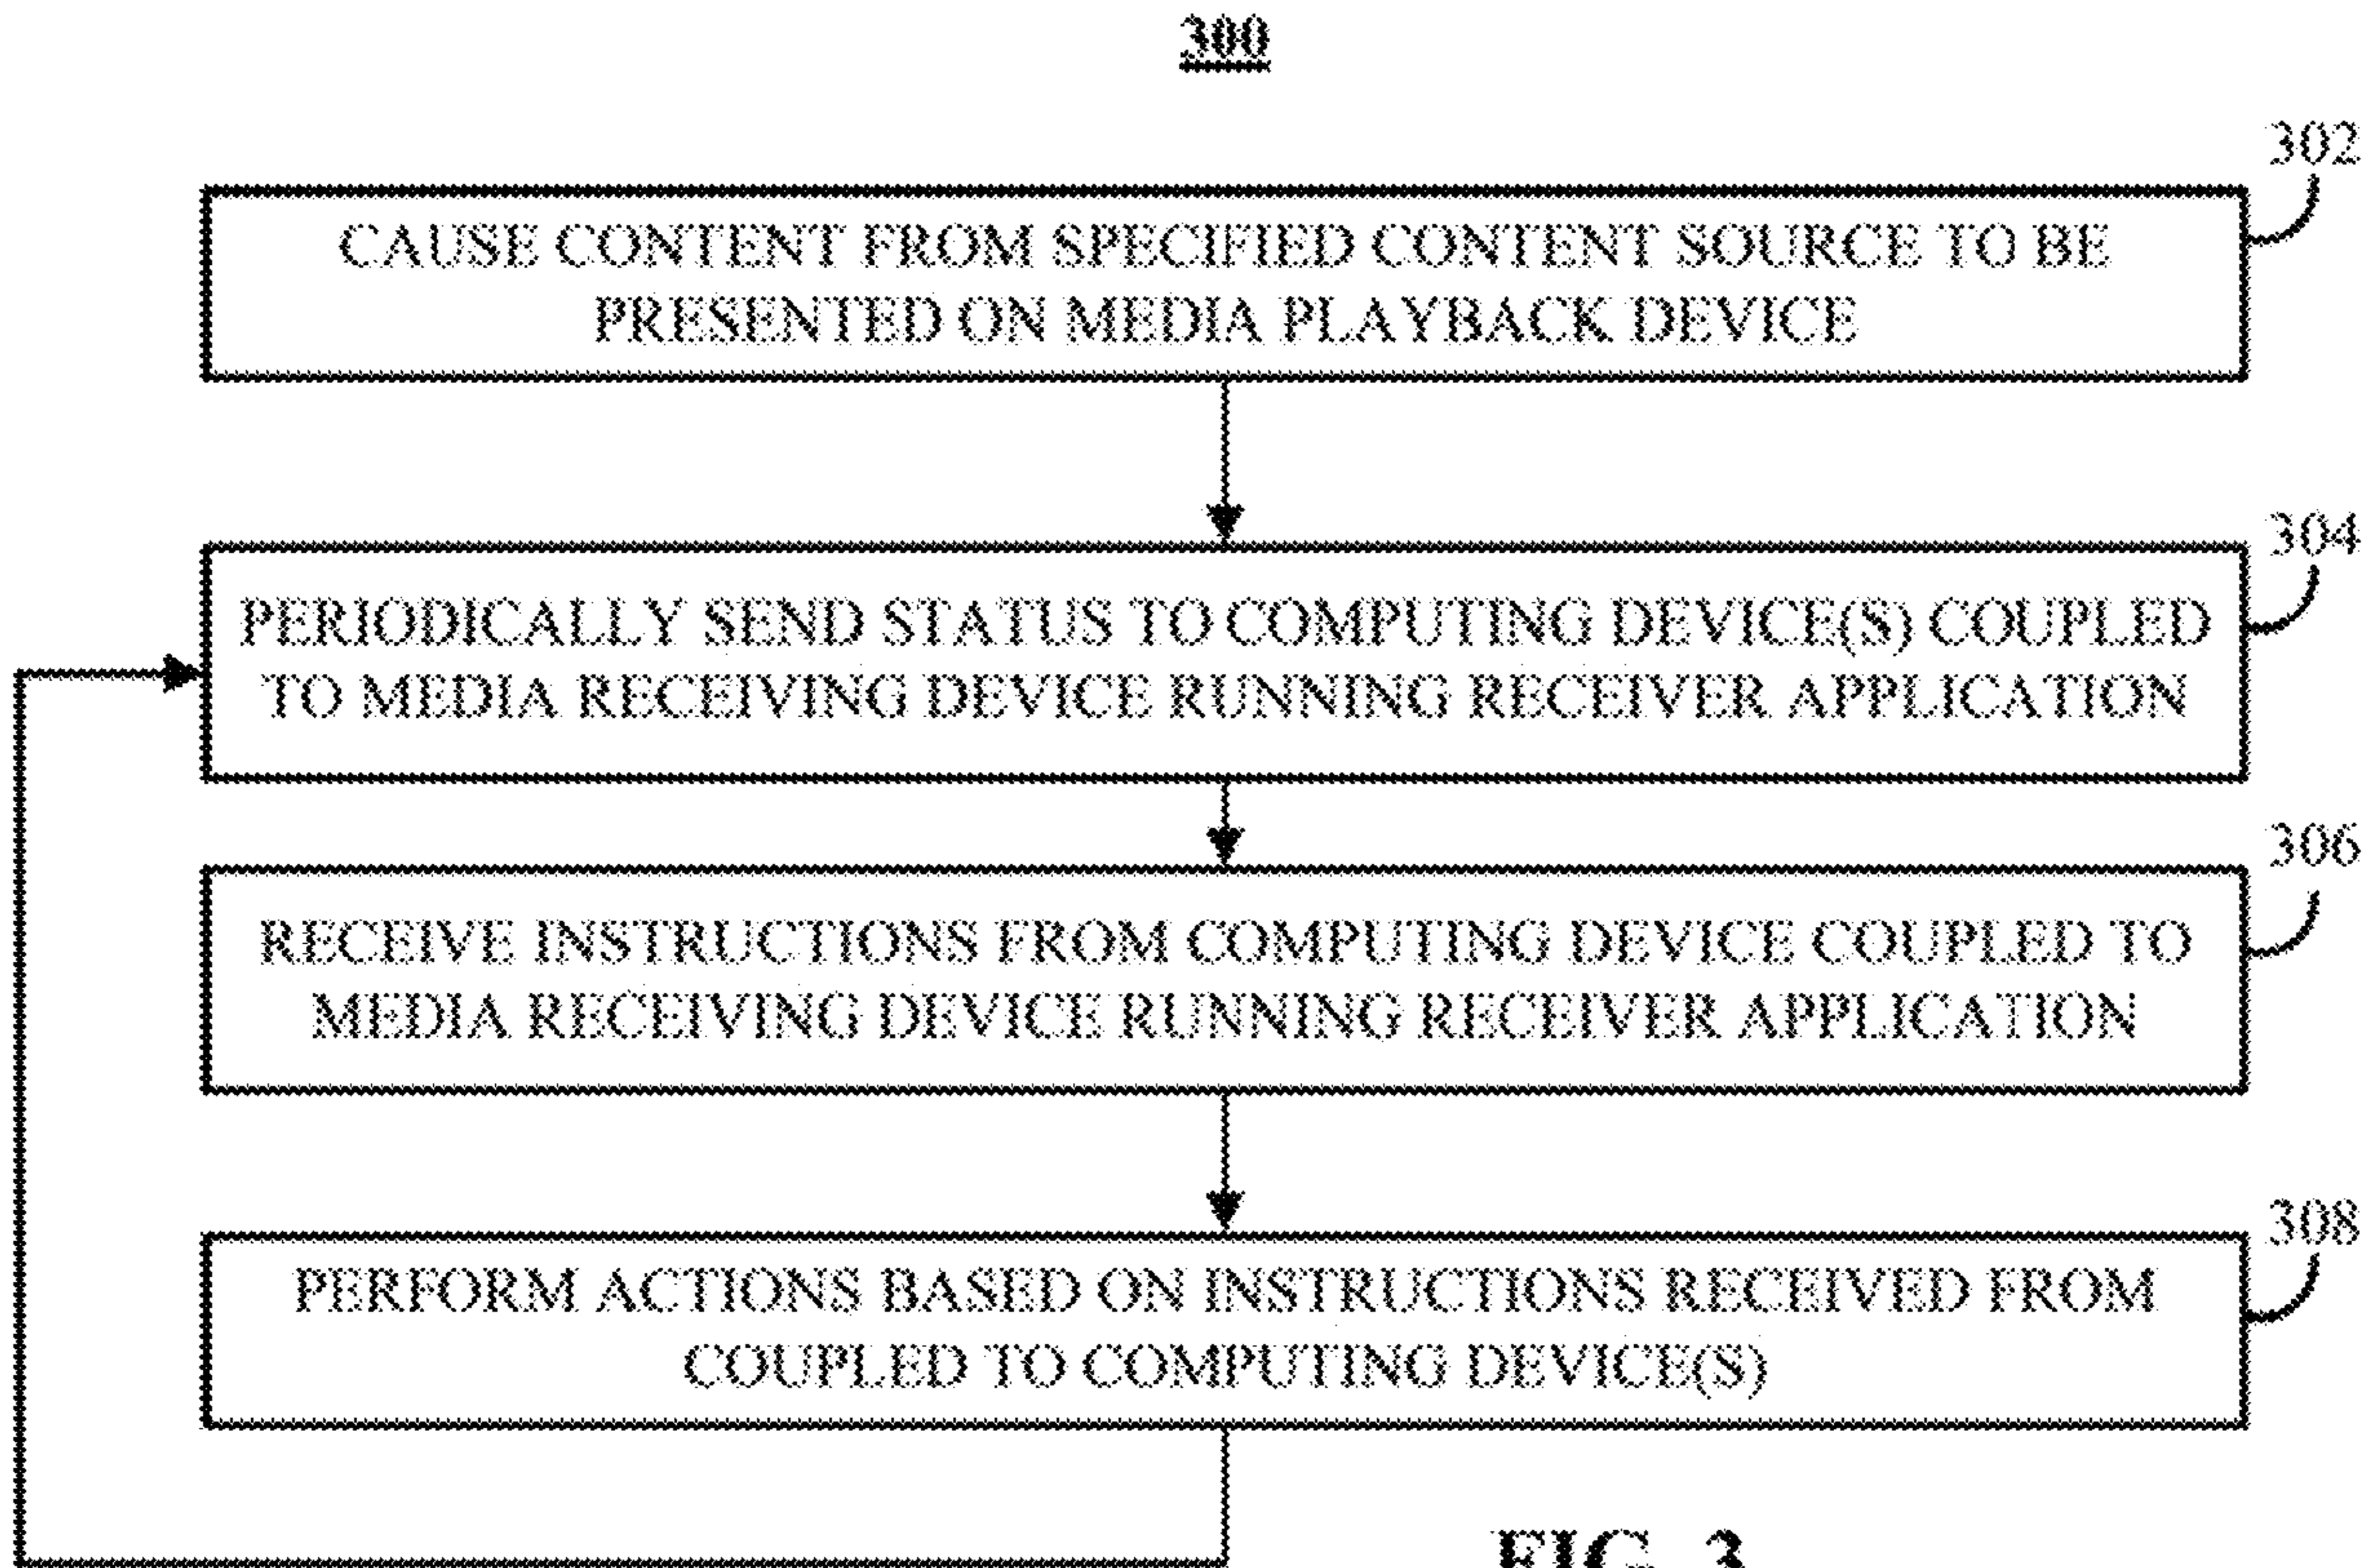 300
302
CAUSE CONTENT FROM SPECIFIED CONTENT SOURCE TO BE
PRESENTED ON MEDIA PLAYBACK DEVICE
304
PERIODICALLY SEND STATUS TO COMPUTING DEVICE(S) COUPLED
TO MEDIA RECEIVING DEVICE RUNNING RECEIVER APPLICATION
306
RECEIVE INSTRUCTIONS FROM COMPUTING DEVICE COUPLED TO
MEDIA RECEIVING DEVICE RUNNING RECEIVER APPLICATION
308
PERFORM ACTIONS BASED ON INSTRUCTIONS RECEIVED FROM
COUPLED TO COMPUTING DEVICE(S)
FIG. 3